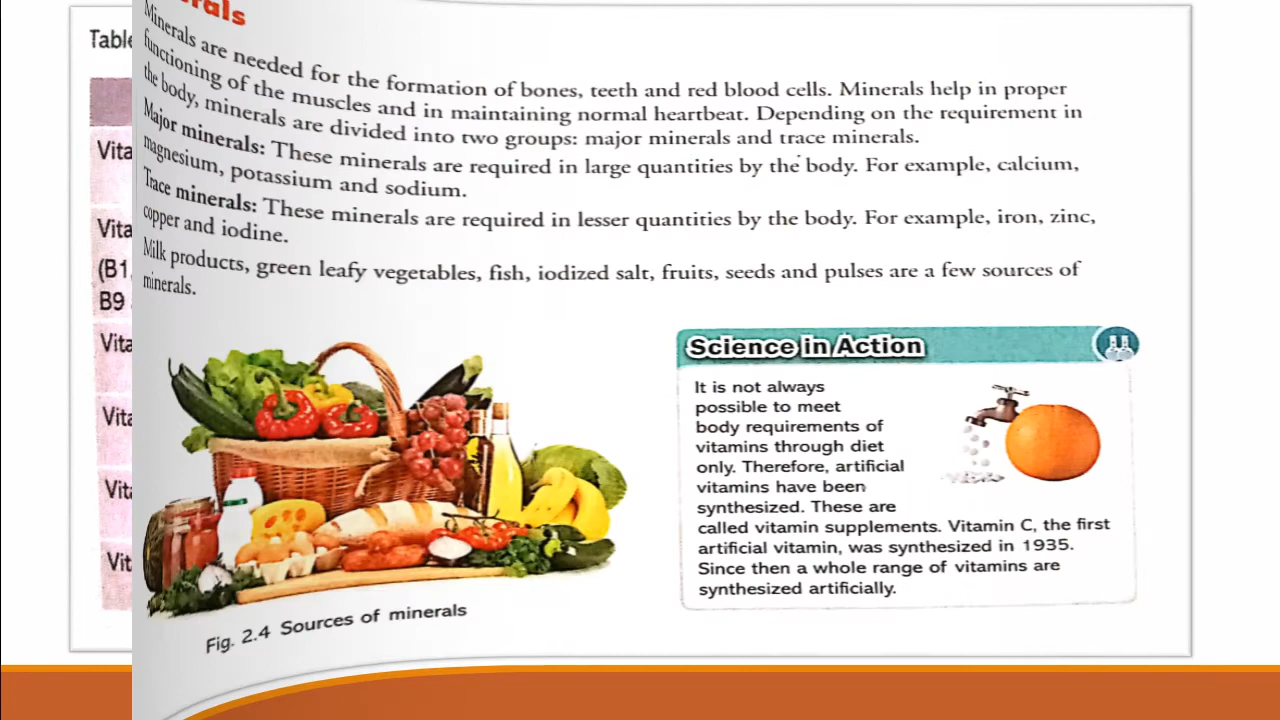 Table
Vita
Vita
(B1,
B9
Vita
Vita
Vita
Vita
Minerals are needed for the formation of bones, teeth and red blood cells. Minerals help in proper
functioning of the muscles and in maintaining normal heartbeat. Depending on the requirement in
the body, minerals are divided into two groups: major minerals and trace minerals.
Major minerals: These minerals are required in large quantities by the body. For example, calcium,
magnesium, potassium and sodium.
Trace minerals: These minerals are required in lesser quantities by the body. For example, iron, zinc,
copper and iodine.
Milk products, green leafy vegetables, fish, iodized salt, fruits, seeds and pulses are a few sources of
minerals.
Fig. 2.4 Sources of minerals
Science in Action
It is not always
possible to meet
body requirements of
vitamins through diet
only. Therefore, artificial
vitamins have been
synthesized. These are
called vitamin supplements. Vitamin C, the first
artificial vitamin, was synthesized in 1935.
Since then a whole range of vitamins are
synthesized artificially.